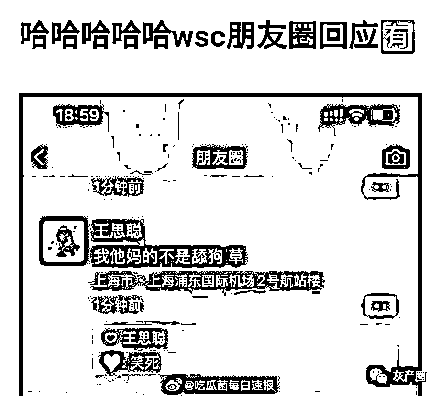 哈哈哈哈哈wsc朋友圈回应有
18:59
朋友圈
1分钟前
王思聪
我他妈的不是舔狗 草
上海市·上海浦东国际机场2号航站楼
1分钟前
王思聪
笑死
@吃瓜菌每日速报
灰产圈